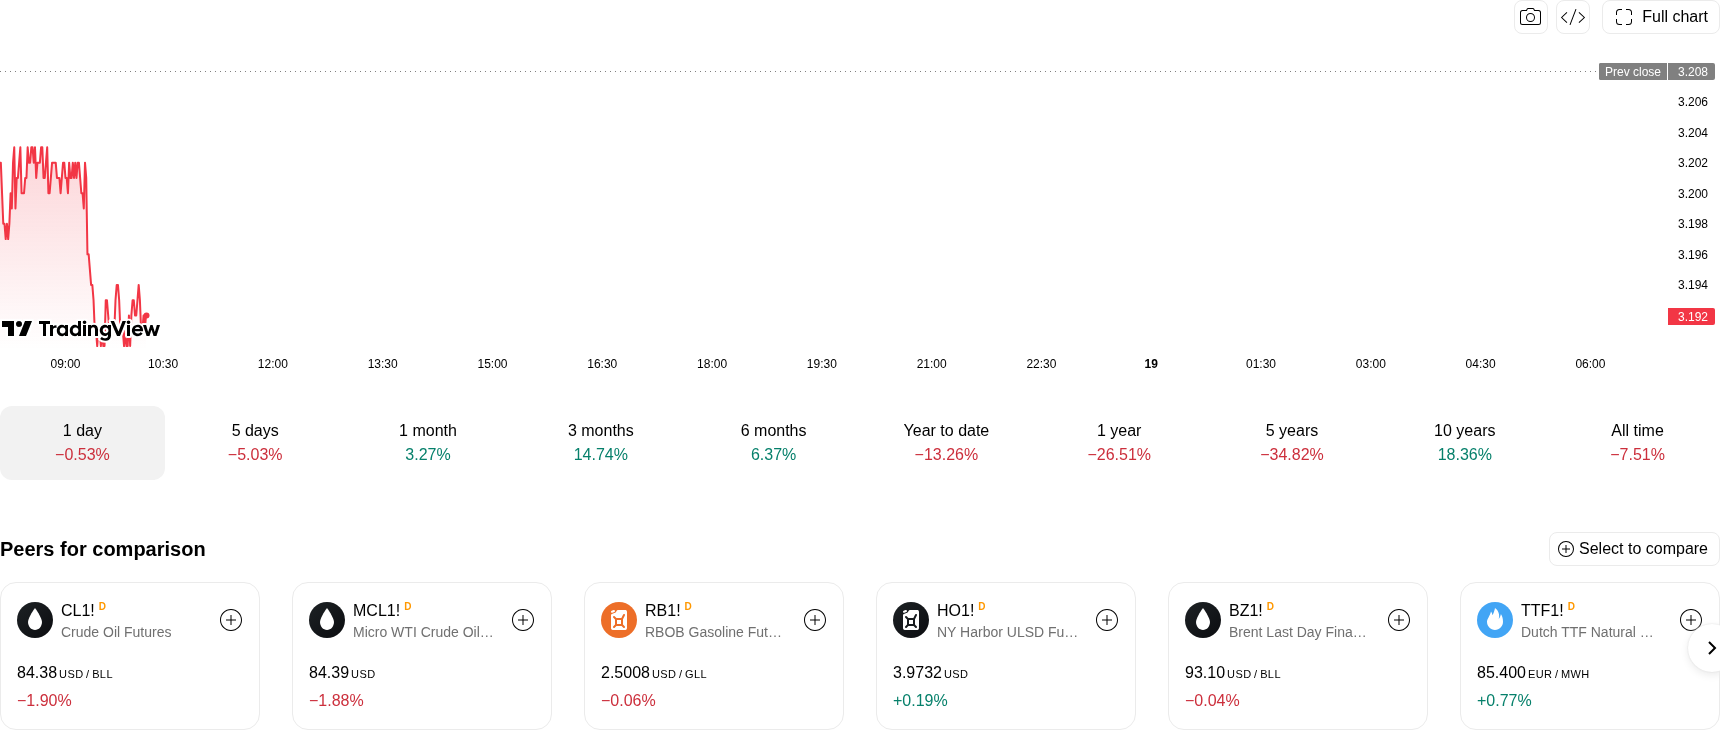 Full chart
Prev close 3.208
3.206
3.204
3.202
3.200
3.198
3.196
3.194
3.192
TradingView
09:00 10:30 12:00 13:30 15:00 16:30 18:00 19:30 21:00 22:30 19 01:30 03:00 04:30 06:00
1 day 5 days 1 month 3 months 6 months Year to date 1 year 5 years 10 years All time
−0.53% −5.03% 3.27% 14.74% 6.37% −13.26% −26.51% −34.82% 18.36% −7.51%
Peers for comparison
Select to compare
CL1! D
Crude Oil Futures
84.38 USD / BLL
−1.90%
MCL1! D
Micro WTI Crude Oil…
84.39 USD
−1.88%
RB1! D
RBOB Gasoline Fut…
2.5008 USD / GLL
−0.06%
HO1! D
NY Harbor ULSD Fu…
3.9732 USD
+0.19%
BZ1! D
Brent Last Day Fina…
93.10 USD / BLL
−0.04%
TTF1! D
Dutch TTF Natural …
85.400 EUR / MWH
+0.77%